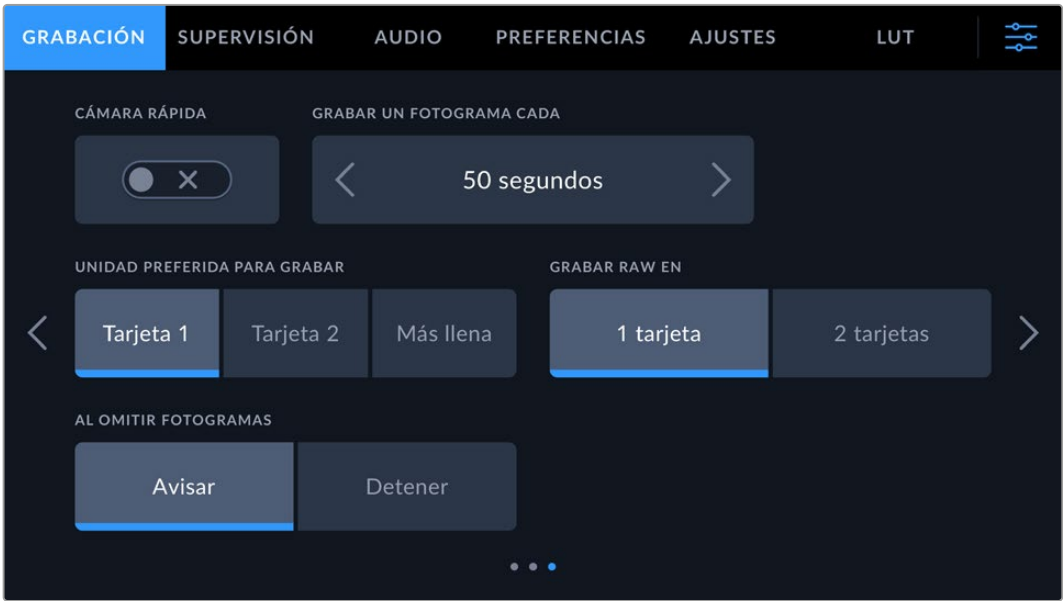 GRABACIÓN SUPERVISIÓN AUDIO PREFERENCIAS AJUSTES LUT
CÁMARA RÁPIDA GRABAR UN FOTOGRAMA CADA
50 segundos
UNIDAD PREFERIDA PARA GRABAR GRABAR RAW EN
Tarjeta 1 Tarjeta 2 Más llena 1 tarjeta 2 tarjetas
AL OMITIR FOTOGRAMAS
Avisar Detener